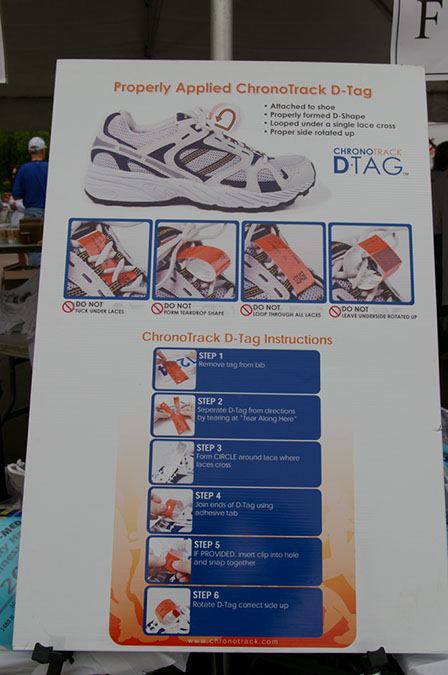 F
Properly Applied ChronoTrack D-Tag
• Attached to shoe
• Properly formed D-Shape
• Looped under a single lace cross
• Proper side rotated up
CHRONOTRACK
D-TAG™
DO NOT
TUCK UNDER LACES
DO NOT
FORM TEARDROP SHAPE
DO NOT
LOOP THROUGH ALL LACES
DO NOT
LEAVE UNDERSIDE ROTATED UP
ChronoTrack D-Tag Instructions
STEP 1
Remove tag from bib
STEP 2
Seperate D-Tag from directions
by tearing at "Tear Along Here"
STEP 3
Form CIRCLE around lace where
laces cross
STEP 4
Join ends of D-Tag using
adhesive tab
STEP 5
IF PROVIDED, insert clip into hole
and snap together
STEP 6
Rotate D-Tag correct side up
www.chronotrack.com